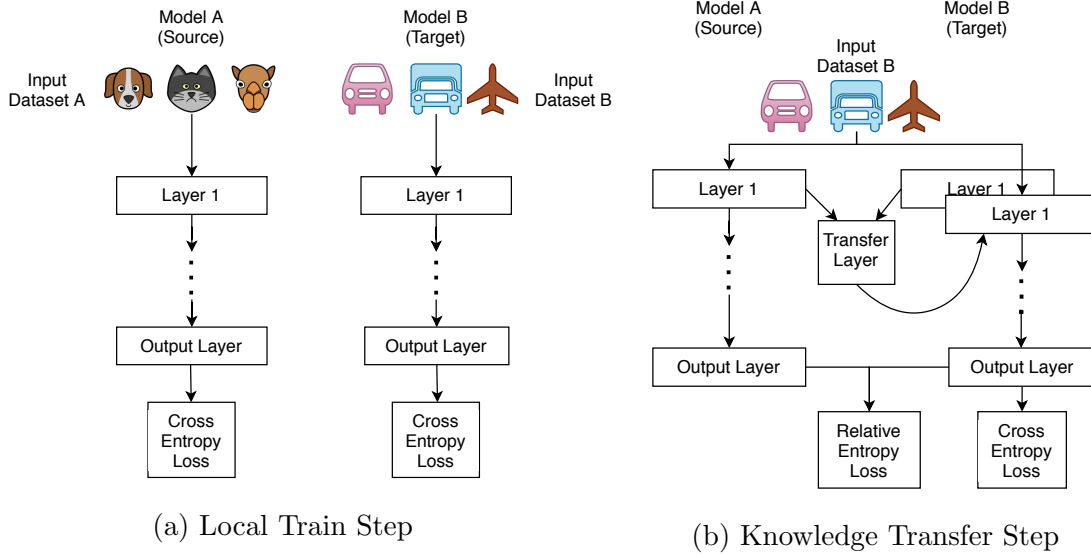 Model A
(Source)
Model B
(Target)
Input
Dataset A
Input
Dataset B
Layer 1
Layer 1
Output Layer
Output Layer
Cross
Entropy
Loss
Cross
Entropy
Loss
(a) Local Train Step
Model A
(Source)
Model B
(Target)
Input
Dataset B
Layer 1
Layer 1
Layer 1
Transfer
Layer
Output Layer
Output Layer
Relative
Entropy
Loss
Cross
Entropy
Loss
(b) Knowledge Transfer Step